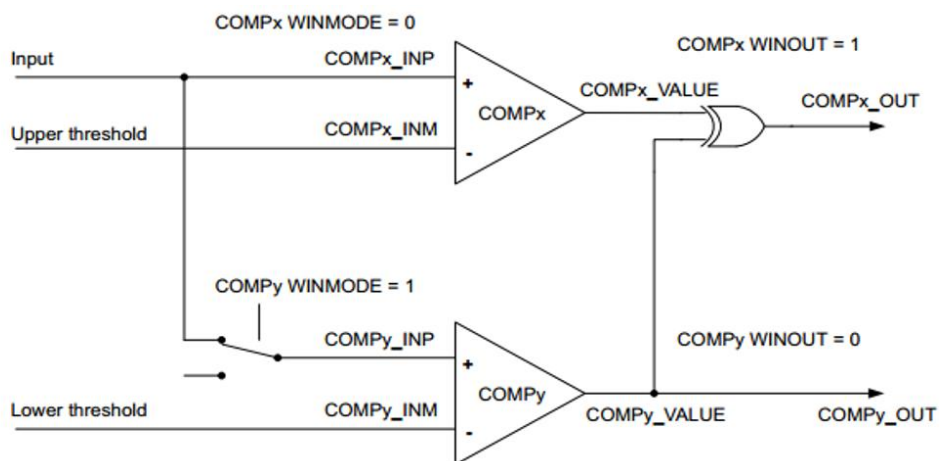 COMPx WINMODE = 0
COMPx WINOUT = 1
Input
COMPx_INP
+
COMPx
COMPx_VALUE
COMPx_OUT
Upper threshold
COMPx_INM
-
COMPy WINMODE = 1
COMPy_INP
COMPy WINOUT = 0
+
COMPy
Lower threshold
COMPy_INM
-
COMPy_VALUE
COMPy_OUT